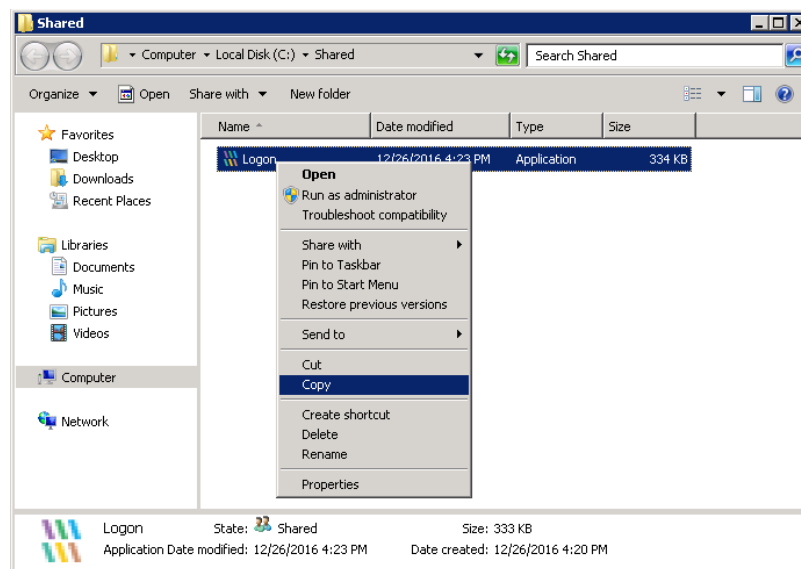 Shared
Computer Local Disk (C:) Shared
Search Shared
Organize Open Share with New folder
Name Date modified Type Size
Favorites
Desktop
Downloads
Recent Places
Libraries
Documents
Music
Pictures
Videos
Computer
Network
Logon 12/26/2016 4:23 PM Application 334 KB
Open
Run as administrator
Troubleshoot compatibility
Share with
Pin to Taskbar
Pin to Start Menu
Restore previous versions
Send to
Cut
Copy
Create shortcut
Delete
Rename
Properties
Logon State: Shared Size: 333 KB
Application Date modified: 12/26/2016 4:23 PM Date created: 12/26/2016 4:20 PM